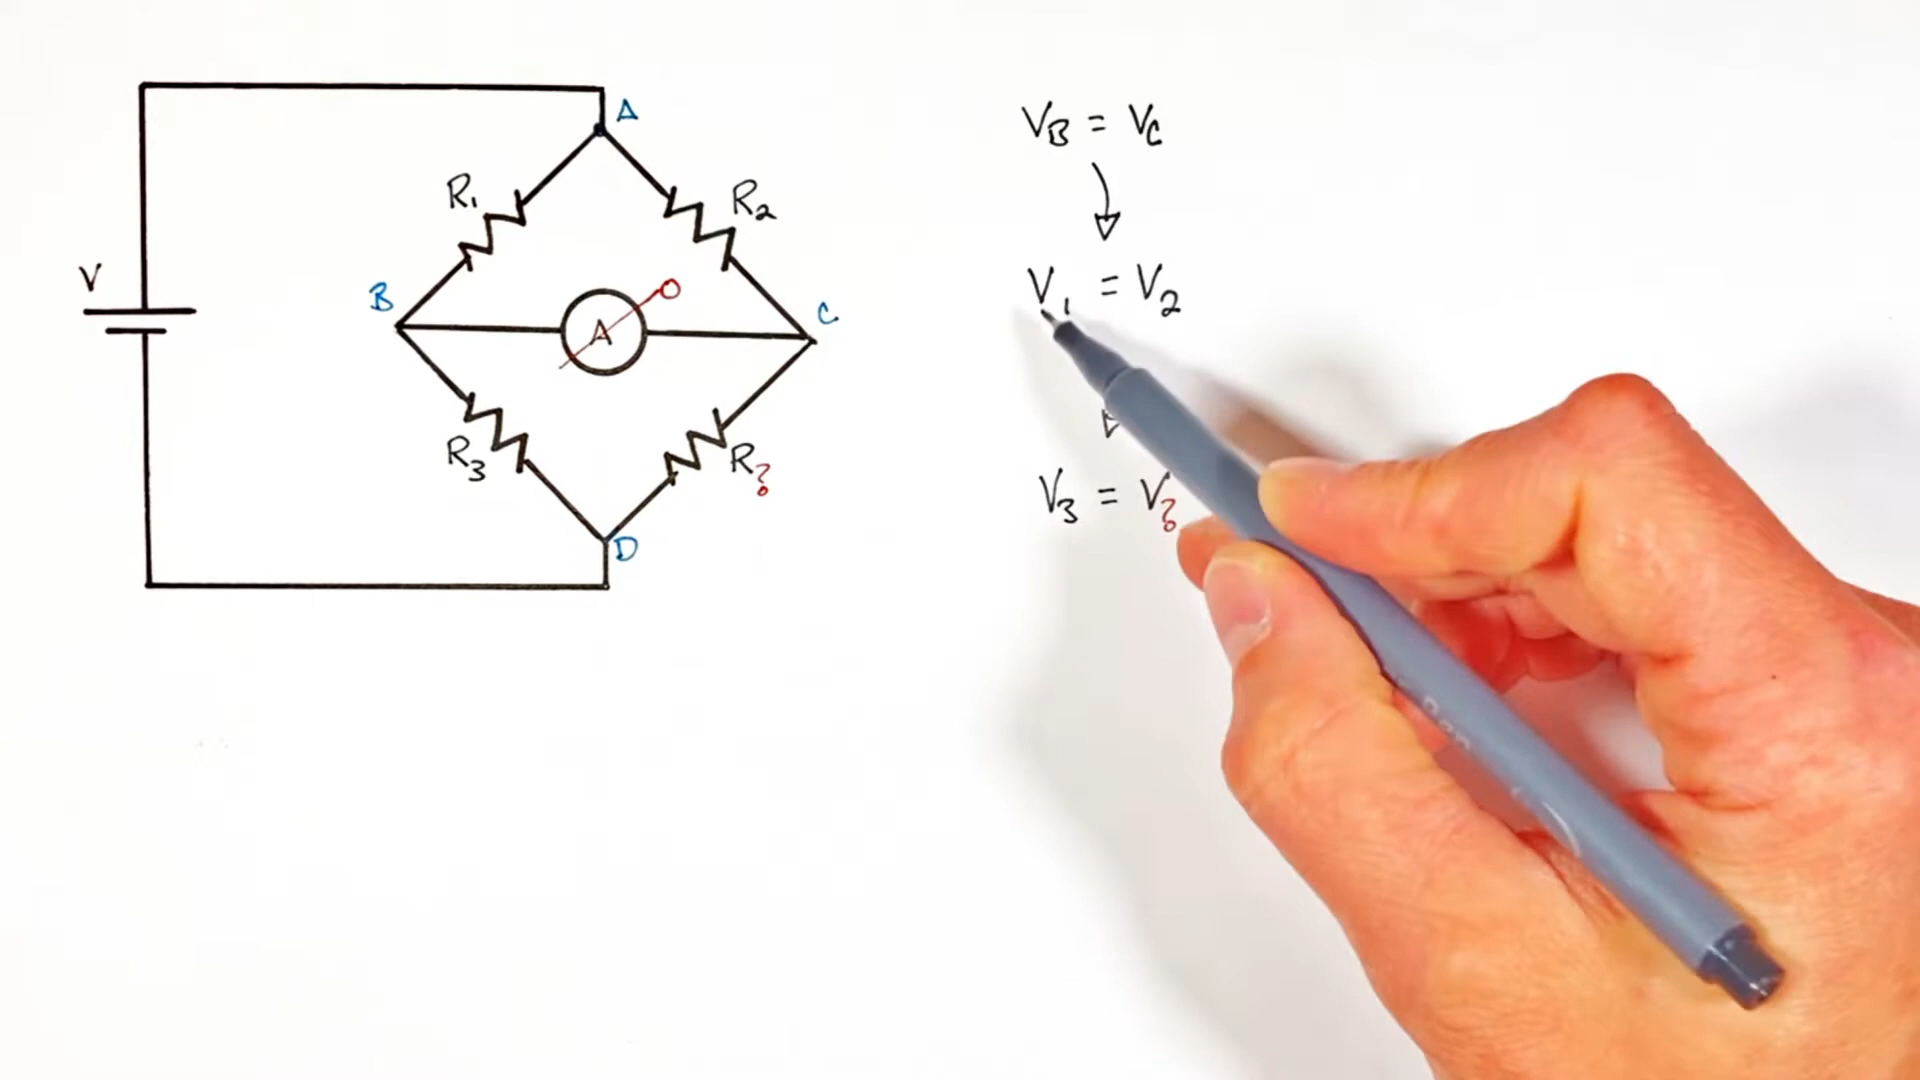 A
R1
R2
V
B
A
O
C
R3
R?
D
VB = VC
V1 = V2
V3 = V?